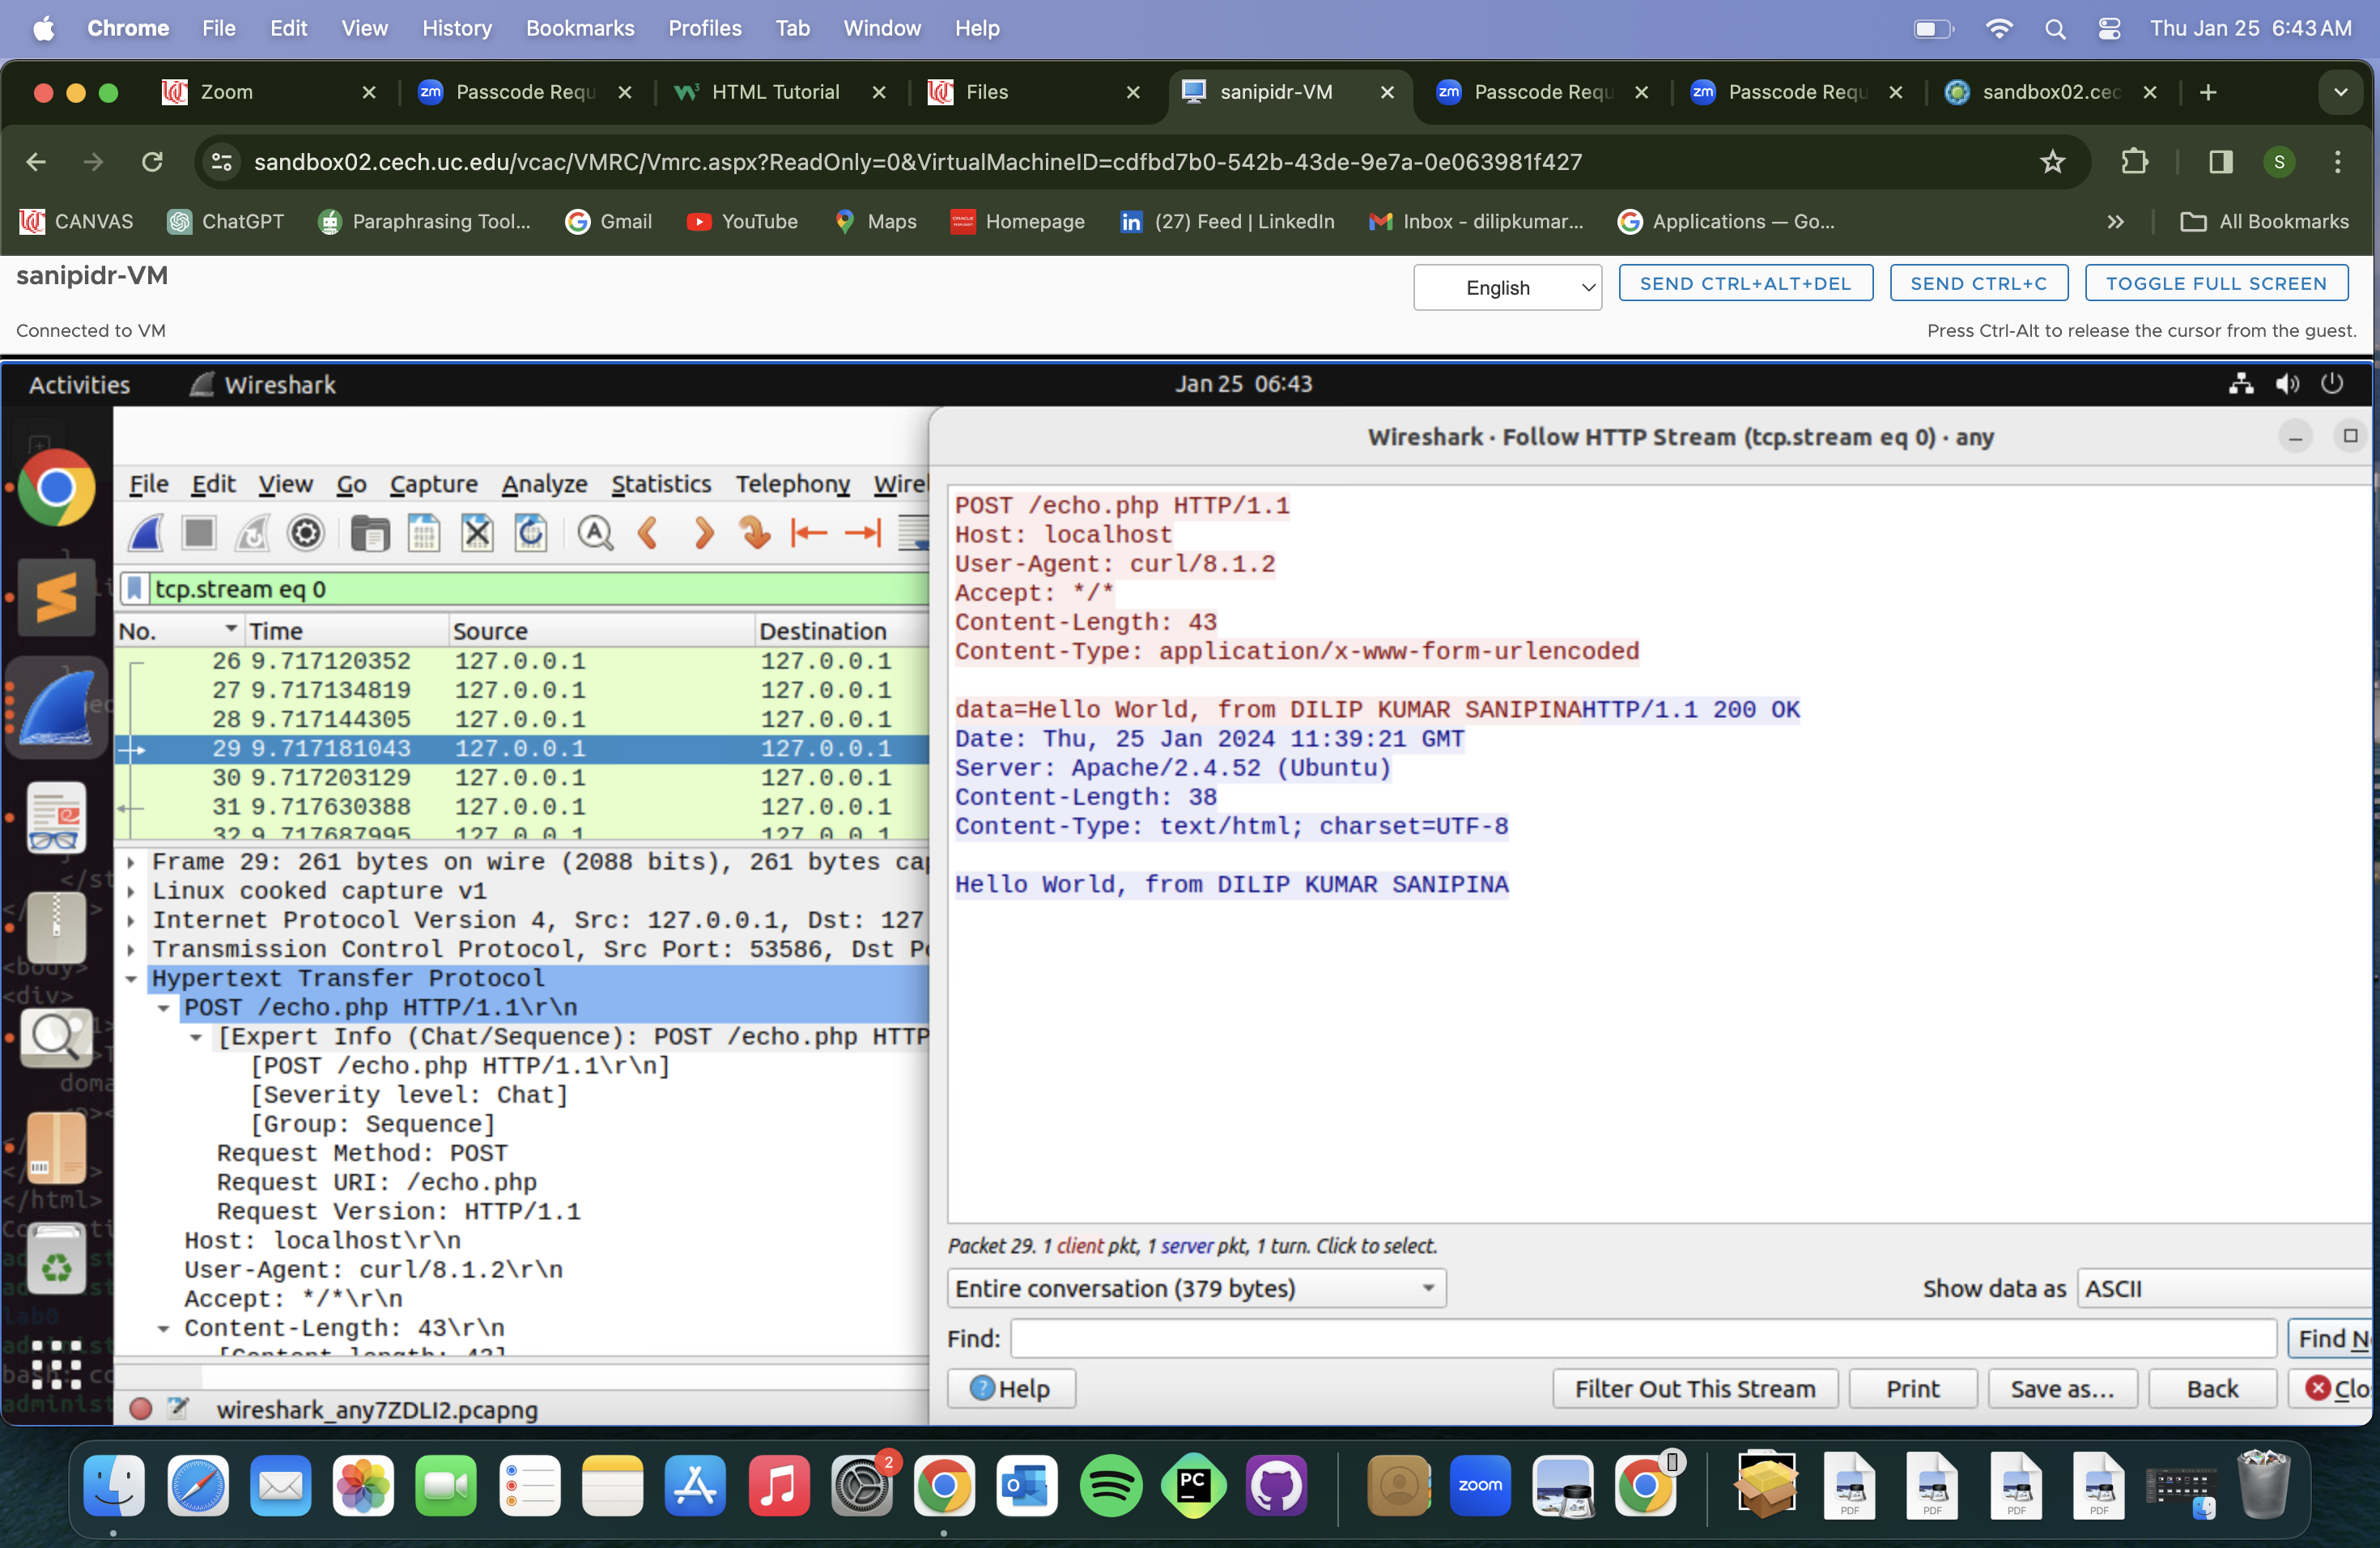 Chrome File Edit View History Bookmarks Profiles Tab Window Help Thu Jan 25 6:43 AM
Zoom Passcode Requ HTML Tutorial Files sanipidr-VM Passcode Requ Passcode Requ sandbox02.cec
sandbox02.cech.uc.edu/vcac/VMRC/Vmrc.aspx?ReadOnly=0&VirtualMachineID=cdfbd7b0-542b-43de-9e7a-0e063981f427 S
CANVAS ChatGPT Paraphrasing Tool... Gmail YouTube Maps Homepage (27) Feed | LinkedIn Inbox - dilipkumar... Applications — Go... All Bookmarks
sanipidr-VM
English SEND CTRL+ALT+DEL SEND CTRL+C TOGGLE FULL SCREEN
Connected to VM Press Ctrl-Alt to release the cursor from the guest.
Activities Wireshark Jan 25 06:43
File Edit View Go Capture Analyze Statistics Telephony Wirel
tcp.stream eq 0
No. Time Source Destination
26 9.717120352 127.0.0.1 127.0.0.1
27 9.717134819 127.0.0.1 127.0.0.1
28 9.717144305 127.0.0.1 127.0.0.1
29 9.717181043 127.0.0.1 127.0.0.1
30 9.717203129 127.0.0.1 127.0.0.1
31 9.717630388 127.0.0.1 127.0.0.1
32 9.717687995 127.0.0.1 127.0.0.1
Frame 29: 261 bytes on wire (2088 bits), 261 bytes cap
Linux cooked capture v1
Internet Protocol Version 4, Src: 127.0.0.1, Dst: 127
Transmission Control Protocol, Src Port: 53586, Dst Po
Hypertext Transfer Protocol
POST /echo.php HTTP/1.1\r\n
[Expert Info (Chat/Sequence): POST /echo.php HTTP
[POST /echo.php HTTP/1.1\r\n]
[Severity level: Chat]
[Group: Sequence]
Request Method: POST
Request URI: /echo.php
Request Version: HTTP/1.1
Host: localhost\r\n
User-Agent: curl/8.1.2\r\n
Accept: */*\r\n
Content-Length: 43\r\n
[Content length: 43]
wireshark_any7ZDLI2.pcapng
Wireshark · Follow HTTP Stream (tcp.stream eq 0) · any
POST /echo.php HTTP/1.1
Host: localhost
User-Agent: curl/8.1.2
Accept: */*
Content-Length: 43
Content-Type: application/x-www-form-urlencoded
data=Hello World, from DILIP KUMAR SANIPINAHTTP/1.1 200 OK
Date: Thu, 25 Jan 2024 11:39:21 GMT
Server: Apache/2.4.52 (Ubuntu)
Content-Length: 38
Content-Type: text/html; charset=UTF-8
Hello World, from DILIP KUMAR SANIPINA
Packet 29. 1 client pkt, 1 server pkt, 1 turn. Click to select.
Entire conversation (379 bytes) Show data as ASCII
Find: Find N
Help Filter Out This Stream Print Save as… Back Clo
</html>
<body>
<div>
2
PC
zoom
PDF PDF PDF PDF